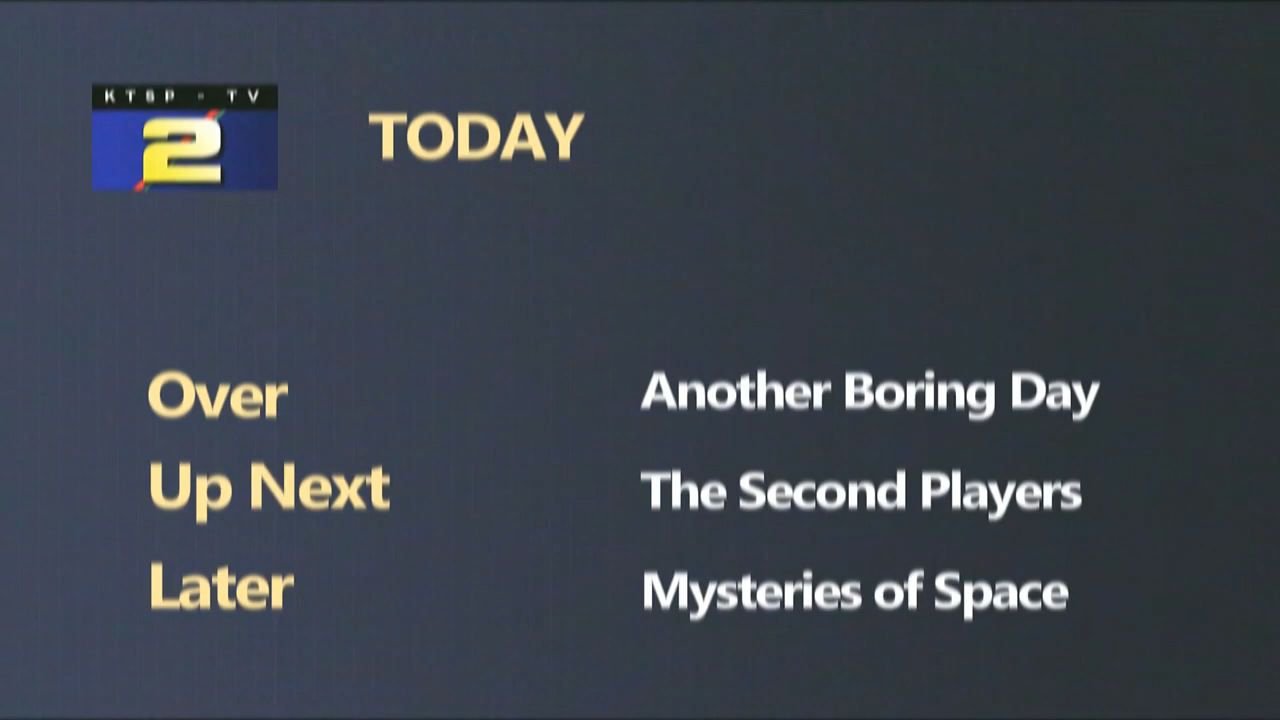 KTSP - TV
2
TODAY
Over Another Boring Day
Up Next The Second Players
Later Mysteries of Space